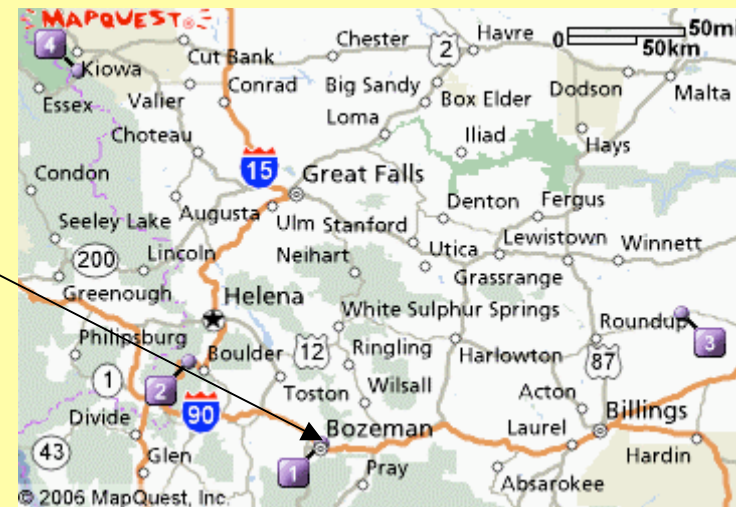 MAPQUEST
50mi
0
50km
4
Kiowa
Cut Bank
Chester
2
Havre
Essex
Valier
Conrad
Big Sandy
Box Elder
Dodson
Malta
Choteau
Loma
Iliad
Hays
15
Great Falls
Condon
Augusta
Ulm
Stanford
Denton
Fergus
Seeley Lake
200
Lincoln
Neihart
Utica
Lewistown
Winnett
Greenough
Grassrange
Helena
White Sulphur Springs
Roundup
3
Philipsburg
Boulder
12
Ringling
Harlowton
87
1
2
Toston
Wilsall
Acton
Divide
90
Bozeman
Billings
Laurel
43
Glen
1
Pray
Absarokee
Hardin
© 2006 MapQuest, Inc.